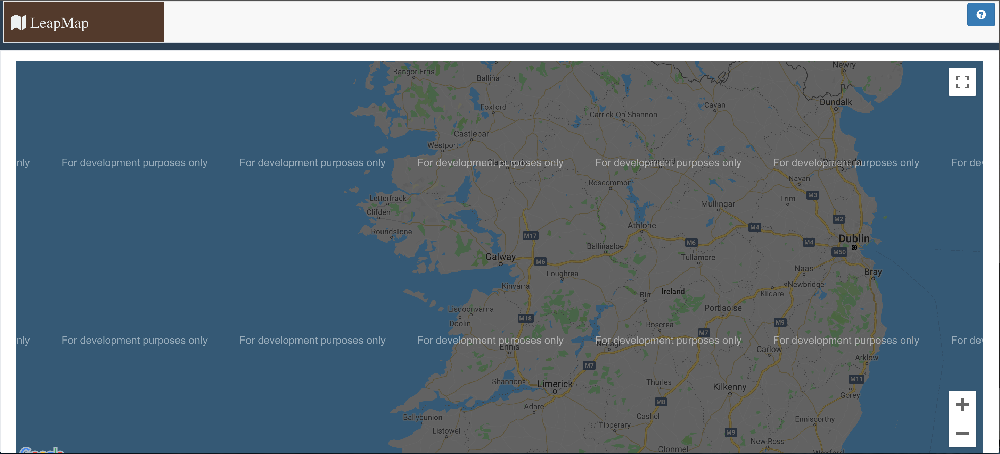 LeapMap
Bangor Erris
Ballina
Newry
Foxford
Cavan
Dundalk
Carrick-On-Shannon
Castlebar
Westport
nly
For development purposes only
For development purposes only
For development purposes only
For development purposes only
For development purposes only
For dev
Claremorris
Longford
Drogheda
Navan
Roscommon
M3
Letterfrack
Trim
Mullingar
Clifden
M2
Athlone
M4
Roundstone
M17
Dublin
M6
M4
Ballinasloe
M50
Galway
Tullamore
M6
Naas
Bray
Loughrea
Kinvarra
Newbridge
Ireland
Kildare
Birr
Lisdoonvarna
Portlaoise
M18
Doolin
M9
Roscrea
M7
nly
For development purposes only
For development purposes only
For development purposes only
For development purposes only
For development purposes only
For dev
Nenagh
Ennis
Carlow
Arklow
M7
M11
Shannon
Limerick
Thurles
Kilkenny
Gorey
M8
Adare
Ballybunion
Cashel
Enniscorthy
Tipperary
Listowel
M9
New Ross
Clonmel
Wexford
Google